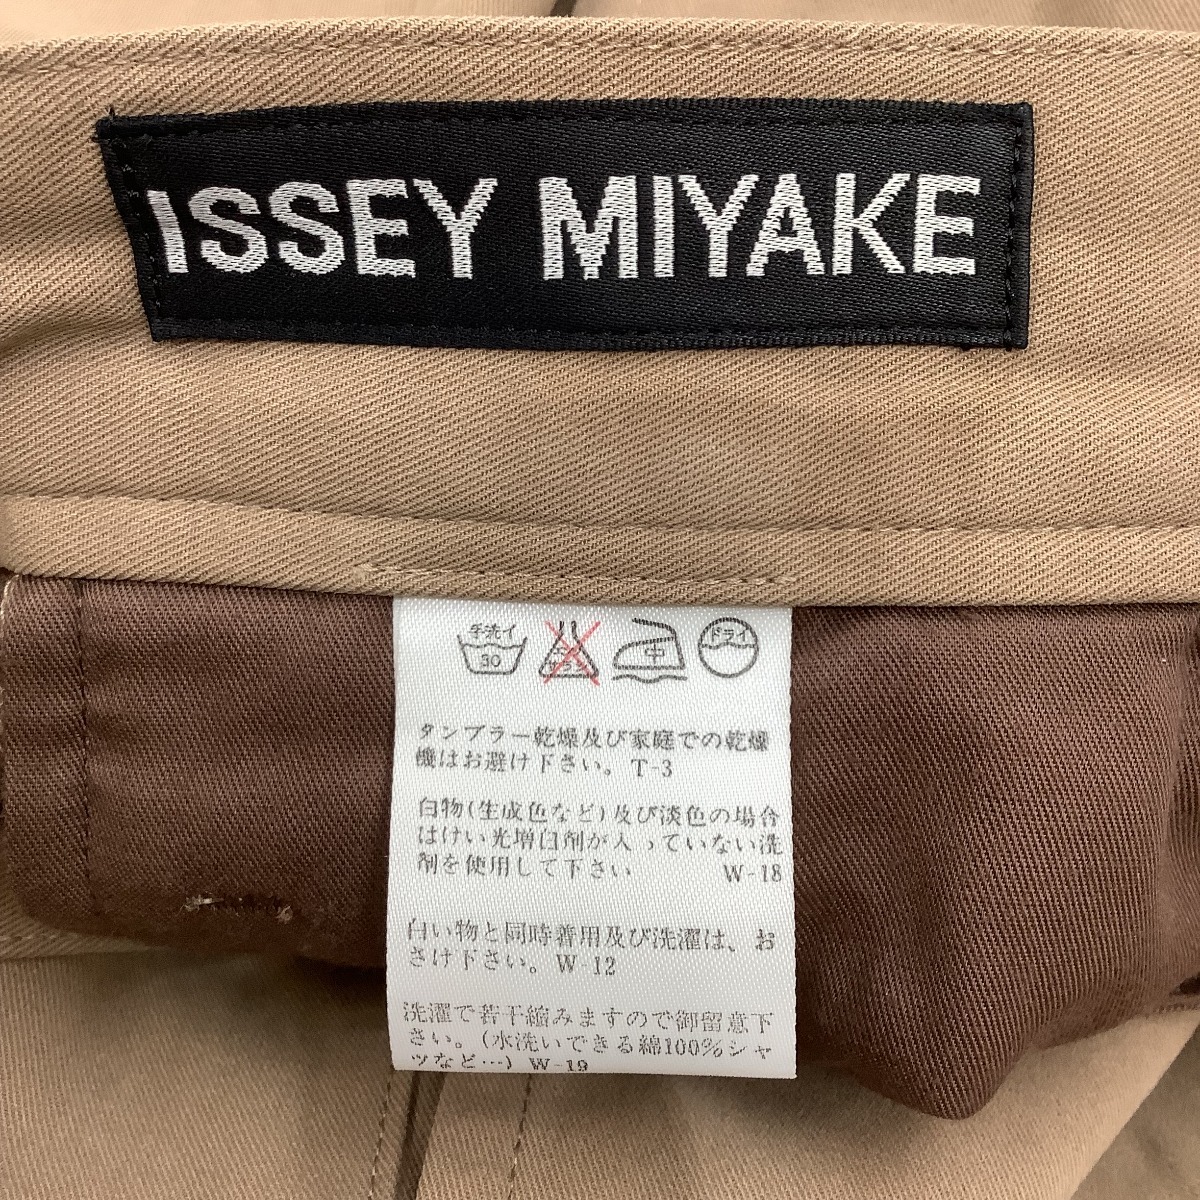 ISSEY MIYAKE
手洗イ
30
中
ドライ
タンブラー乾燥及び家庭での乾燥
機はお避け下さい。T-3
白物(生成色など)及び淡色の場合
はけい光増白剤が入っていない洗
剤を使用して下さい W-18
白い物と同時着用及び洗濯は、お
さけ下さい。W-12
洗濯で若干縮みますので御留意下
さい。(水洗いできる綿100%シャ
ツなど…) W-19